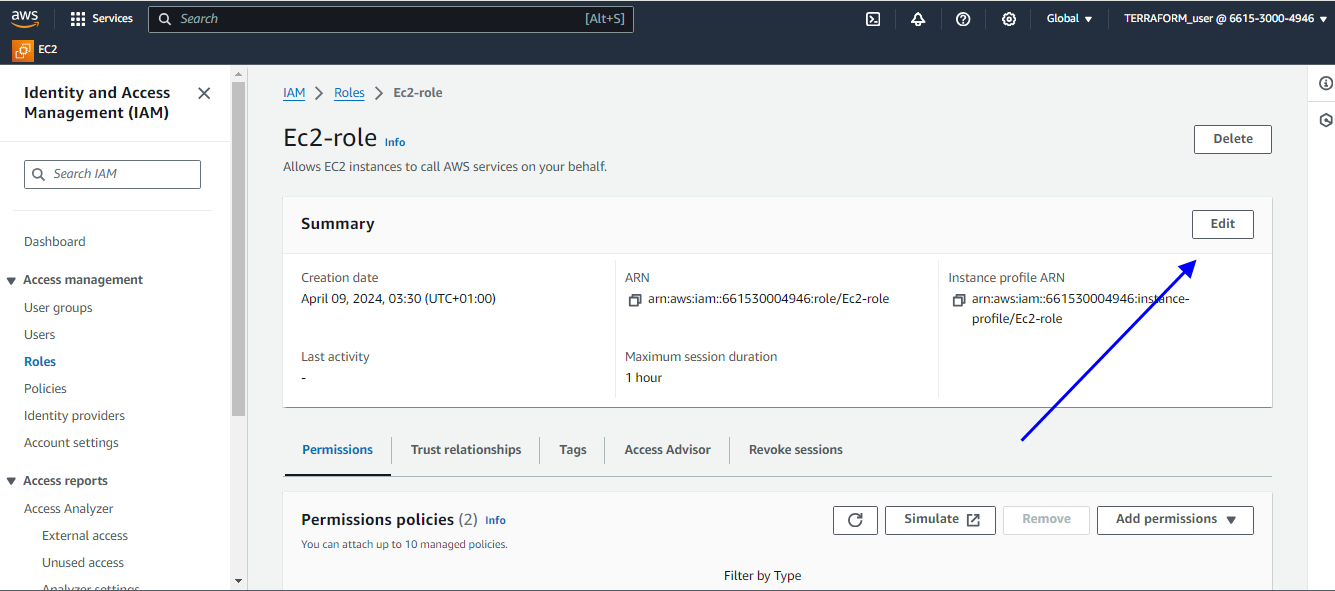 aws
Services
Search
[Alt+S]
Global
TERRAFORM_user @ 6615-3000-4946
EC2
Identity and Access
Management (IAM)
Search IAM
Dashboard
Access management
User groups
Users
Roles
Policies
Identity providers
Account settings
Access reports
Access Analyzer
External access
Unused access
Analyzer settings
IAM
Roles
Ec2-role
Ec2-role Info
Delete
Allows EC2 instances to call AWS services on your behalf.
Summary
Edit
Creation date
April 09, 2024, 03:30 (UTC+01:00)
ARN
arn:aws:iam::661530004946:role/Ec2-role
Instance profile ARN
arn:aws:iam::661530004946:instance-
profile/Ec2-role
Last activity
-
Maximum session duration
1 hour
Permissions
Trust relationships
Tags
Access Advisor
Revoke sessions
Permissions policies (2) Info
Simulate
Remove
Add permissions
You can attach up to 10 managed policies.
Filter by Type